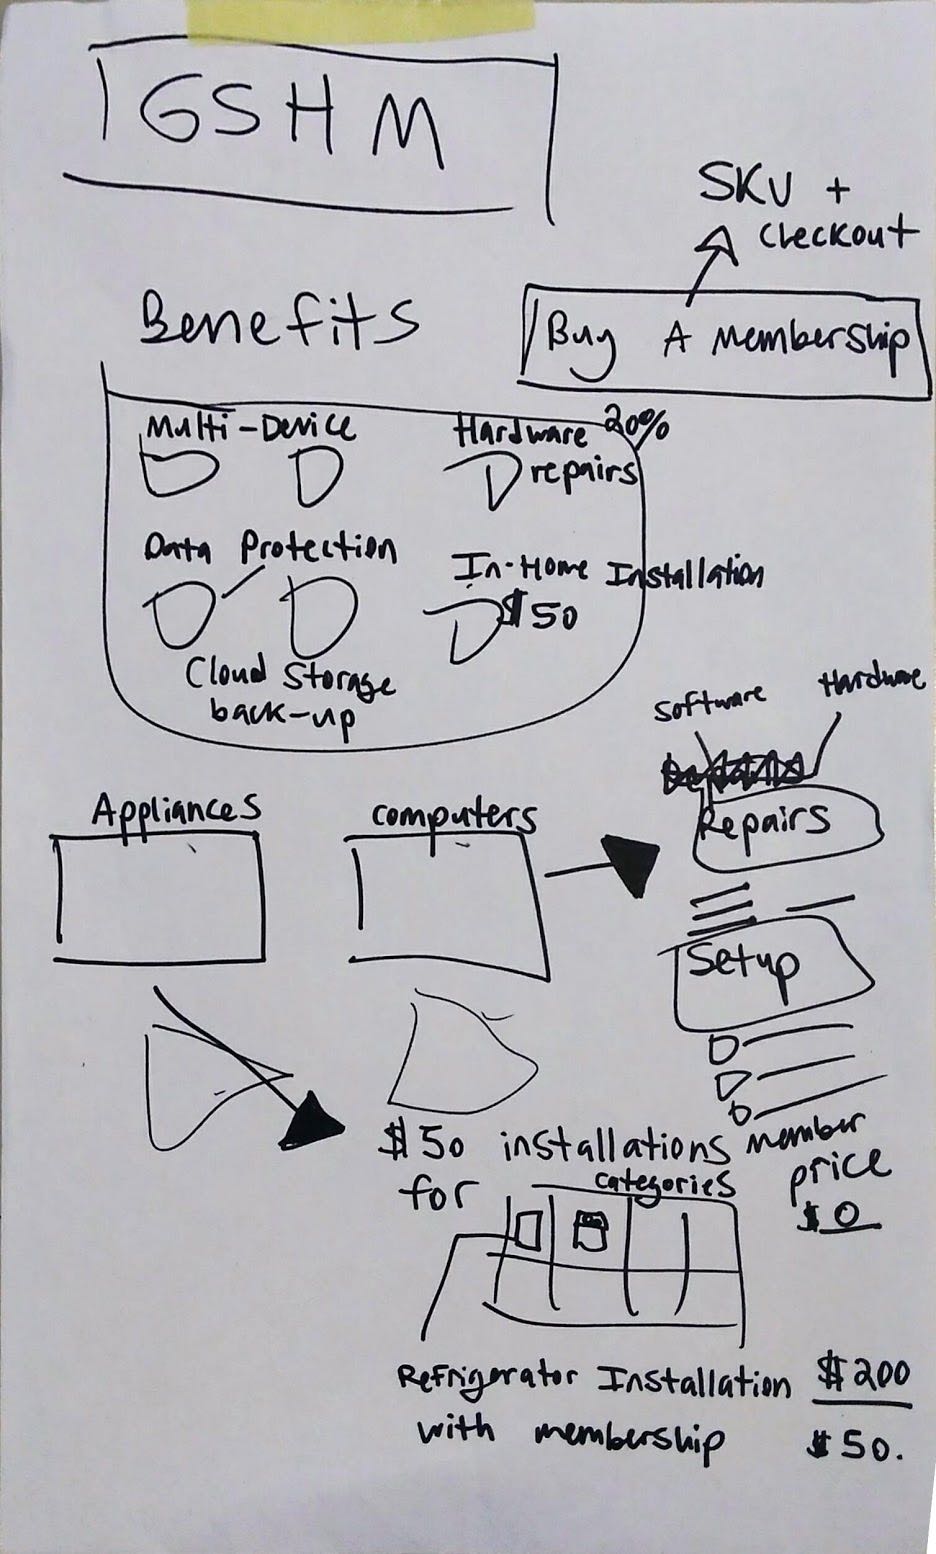 GSHM
SKU +
checkout
Buy A Membership
Benefits
Multi-Device
Hardware 20%
repairs
Data Protection
In-Home Installation
$50
Cloud Storage
back-up
Software
Hardware
Appliances
computers
Repairs
Setup
member
price
$0
$50 installations
for
categories
Refrigerator Installation $200
with membership $50.